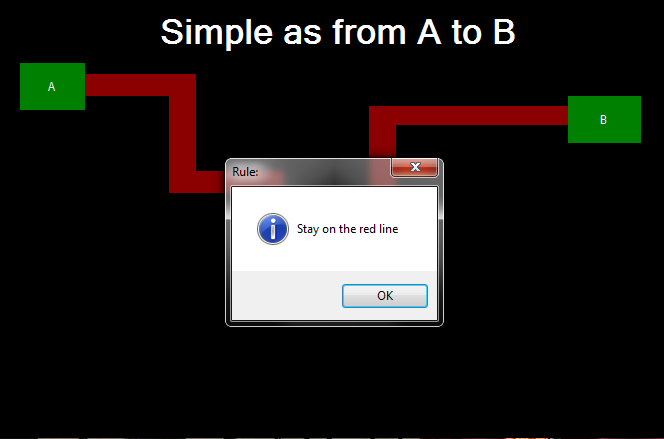 Simple as from A to B
A
B
Rule:
Stay on the red line
OK